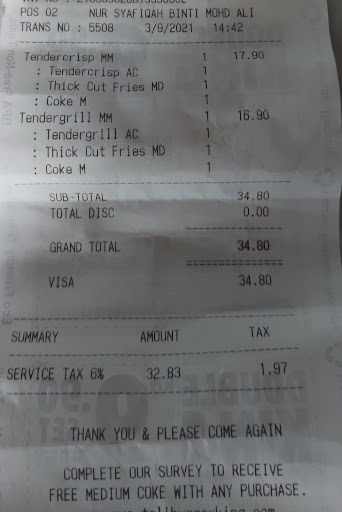 POS 02 NUR SYAFIQAH BINTI MOHD ALI
TRANS NO : 5508 3/9/2021 14:42
Tendercrisp MM 1 17.90
: Tendercrisp AC 1
: Thick Cut Fries MD 1
: Coke M 1
Tendergrill MM 1 16.90
: Tendergrill AC 1
: Thick Cut Fries MD 1
: Coke M 1
SUB-TOTAL 34.80
TOTAL DISC 0.00
GRAND TOTAL 34.80
VISA 34.80
SUMMARY AMOUNT TAX
SERVICE TAX 6% 32.83 1.97
THANK YOU & PLEASE COME AGAIN
COMPLETE OUR SURVEY TO RECEIVE
FREE MEDIUM COKE WITH ANY PURCHASE.